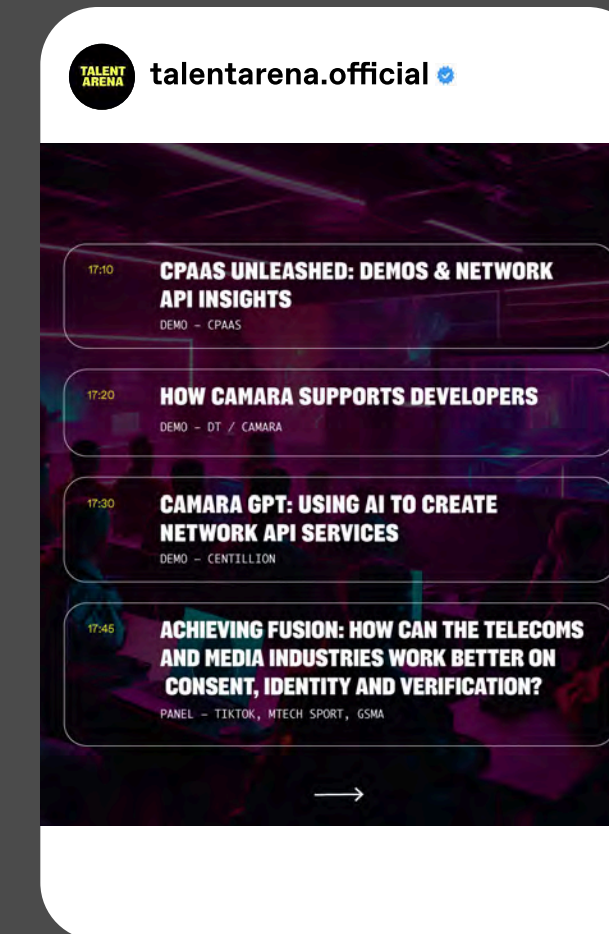 TALENT
ARENA
talentarena.official
17:10
CPAAS UNLEASHED: DEMOS & NETWORK
API INSIGHTS
DEMO – CPAAS
17:20
HOW CAMARA SUPPORTS DEVELOPERS
DEMO – DT / CAMARA
17:30
CAMARA GPT: USING AI TO CREATE
NETWORK API SERVICES
DEMO – CENTILLION
17:45
ACHIEVING FUSION: HOW CAN THE TELECOMS
AND MEDIA INDUSTRIES WORK BETTER ON
CONSENT, IDENTITY AND VERIFICATION?
PANEL – TIKTOK, MTECH SPORT, GSMA